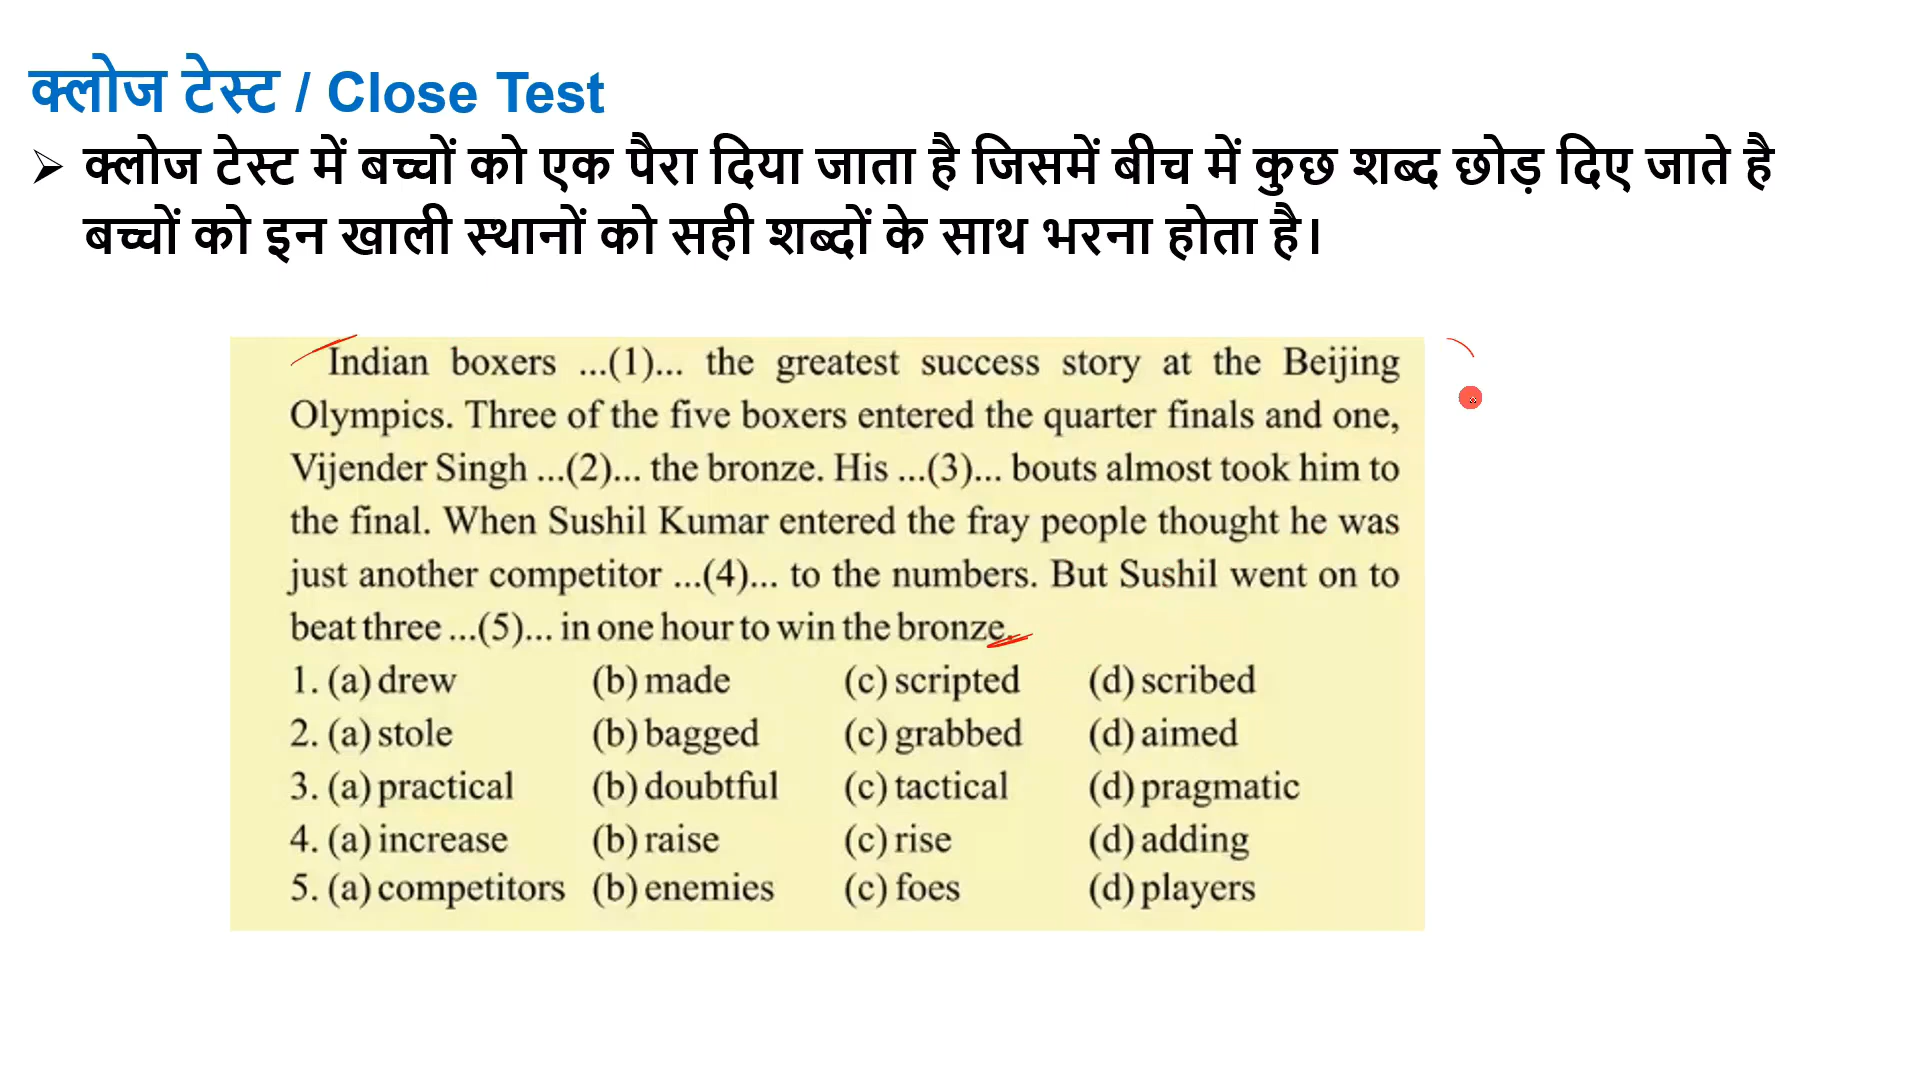 क्लोज टेस्ट / Close Test
➢ क्लोज टेस्ट में बच्चों को एक पैरा दिया जाता है जिसमें बीच में कुछ शब्द छोड़ दिए जाते है
बच्चों को इन खाली स्थानों को सही शब्दों के साथ भरना होता है।
Indian boxers ...(1)... the greatest success story at the Beijing
Olympics. Three of the five boxers entered the quarter finals and one,
Vijender Singh ...(2)... the bronze. His ...(3)... bouts almost took him to
the final. When Sushil Kumar entered the fray people thought he was
just another competitor ...(4)... to the numbers. But Sushil went on to
beat three ...(5)... in one hour to win the bronze.
1. (a) drew (b) made (c) scripted (d) scribed
2. (a) stole (b) bagged (c) grabbed (d) aimed
3. (a) practical (b) doubtful (c) tactical (d) pragmatic
4. (a) increase (b) raise (c) rise (d) adding
5. (a) competitors (b) enemies (c) foes (d) players